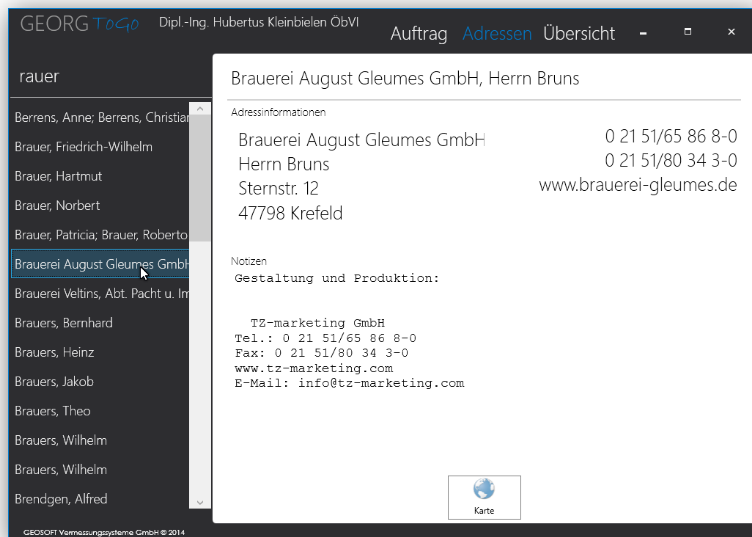 GEORG ToGo Dipl.-Ing. Hubertus Kleinbielen ÖbVI Auftrag Adressen Übersicht
rauer
Berrens, Anne; Berrens, Christian
Brauer, Friedrich-Wilhelm
Brauer, Hartmut
Brauer, Norbert
Brauer, Patricia; Brauer, Roberto
Brauerei August Gleumes GmbH
Brauerei Veltins, Abt. Pacht u. Im
Brauers, Bernhard
Brauers, Heinz
Brauers, Jakob
Brauers, Theo
Brauers, Wilhelm
Brauers, Wilhelm
Brendgen, Alfred
GEOSOFT Vermessungssysteme GmbH © 2014
Brauerei August Gleumes GmbH, Herrn Bruns
Adressinformationen
Brauerei August Gleumes GmbH
Herrn Bruns
Sternstr. 12
47798 Krefeld
0 21 51/65 86 8-0
0 21 51/80 34 3-0
www.brauerei-gleumes.de
Notizen
Gestaltung und Produktion:
TZ-marketing GmbH
Tel.: 0 21 51/65 86 8-0
Fax: 0 21 51/80 34 3-0
www.tz-marketing.com
E-Mail: info@tz-marketing.com
Karte